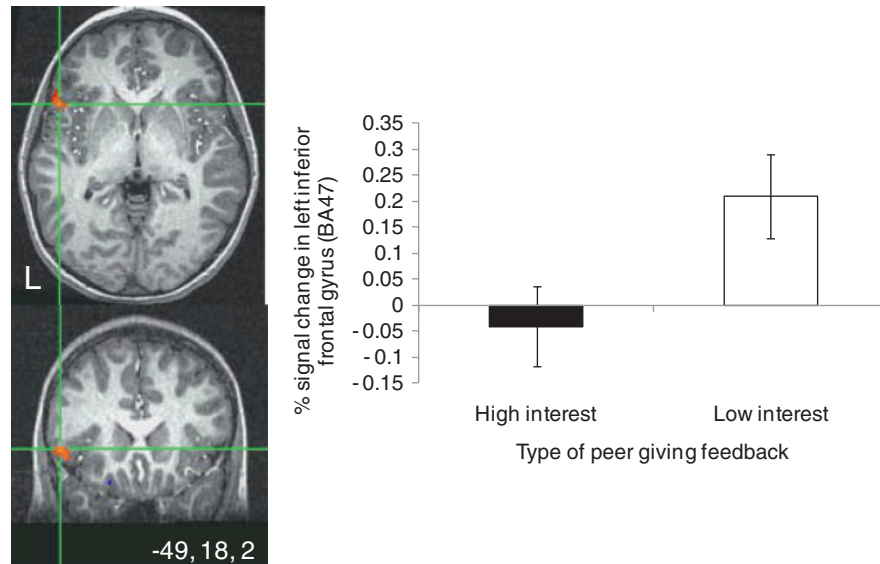 L
-49, 18, 2
% signal change in left inferior
frontal gyrus (BA47)
0.35
0.3
0.25
0.2
0.15
0.1
0.05
0
- 0.05
- 0.1
- 0.15
High interest
Low interest
Type of peer giving feedback